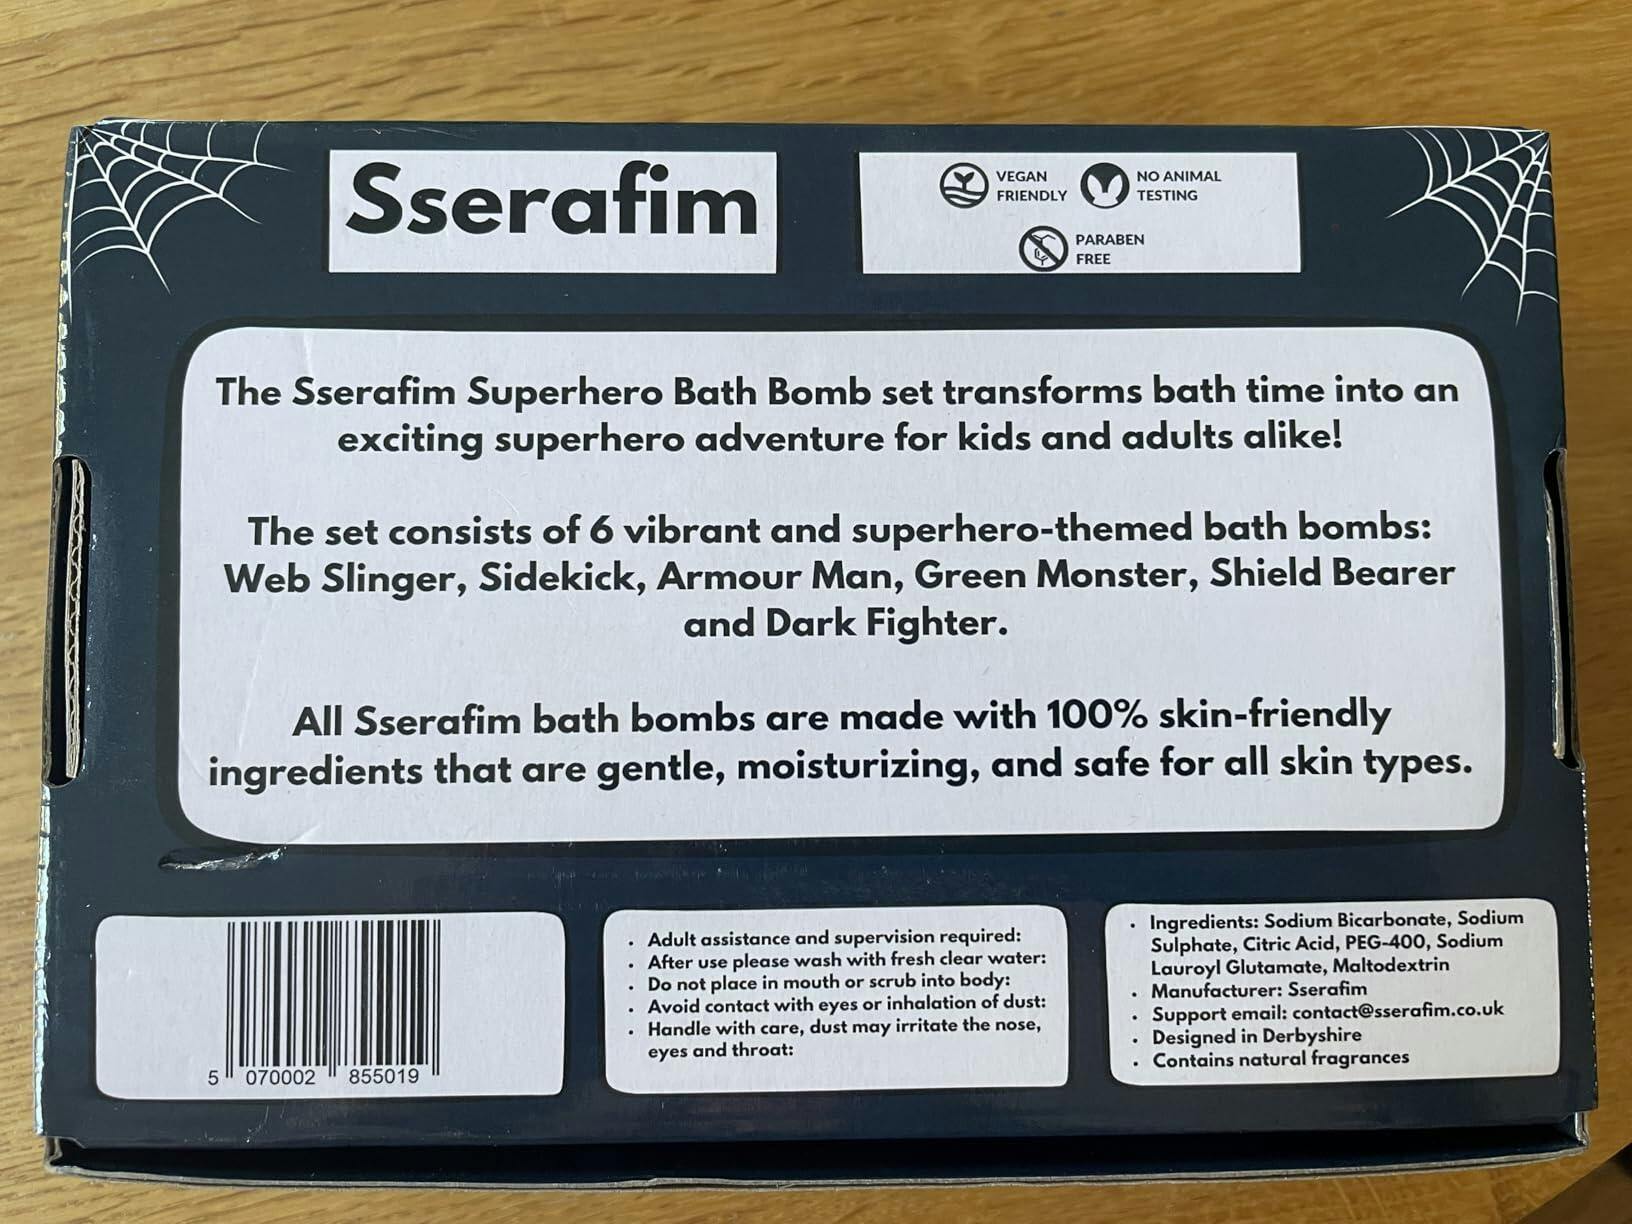 Sserafim
VEGAN
FRIENDLY
NO ANIMAL
TESTING
PARABEN
FREE
The Sserafim Superhero Bath Bomb set transforms bath time into an
exciting superhero adventure for kids and adults alike!
The set consists of 6 vibrant and superhero-themed bath bombs:
Web Slinger, Sidekick, Armour Man, Green Monster, Shield Bearer
and Dark Fighter.
All Sserafim bath bombs are made with 100% skin-friendly
ingredients that are gentle, moisturizing, and safe for all skin types.
5 070002 855019
• Adult assistance and supervision required:
• After use please wash with fresh clear water:
• Do not place in mouth or scrub into body:
• Avoid contact with eyes or inhalation of dust:
• Handle with care, dust may irritate the nose,
eyes and throat:
• Ingredients: Sodium Bicarbonate, Sodium
Sulphate, Citric Acid, PEG-400, Sodium
Lauroyl Glutamate, Maltodextrin
• Manufacturer: Sserafim
• Support email: contact@sserafim.co.uk
• Designed in Derbyshire
• Contains natural fragrances